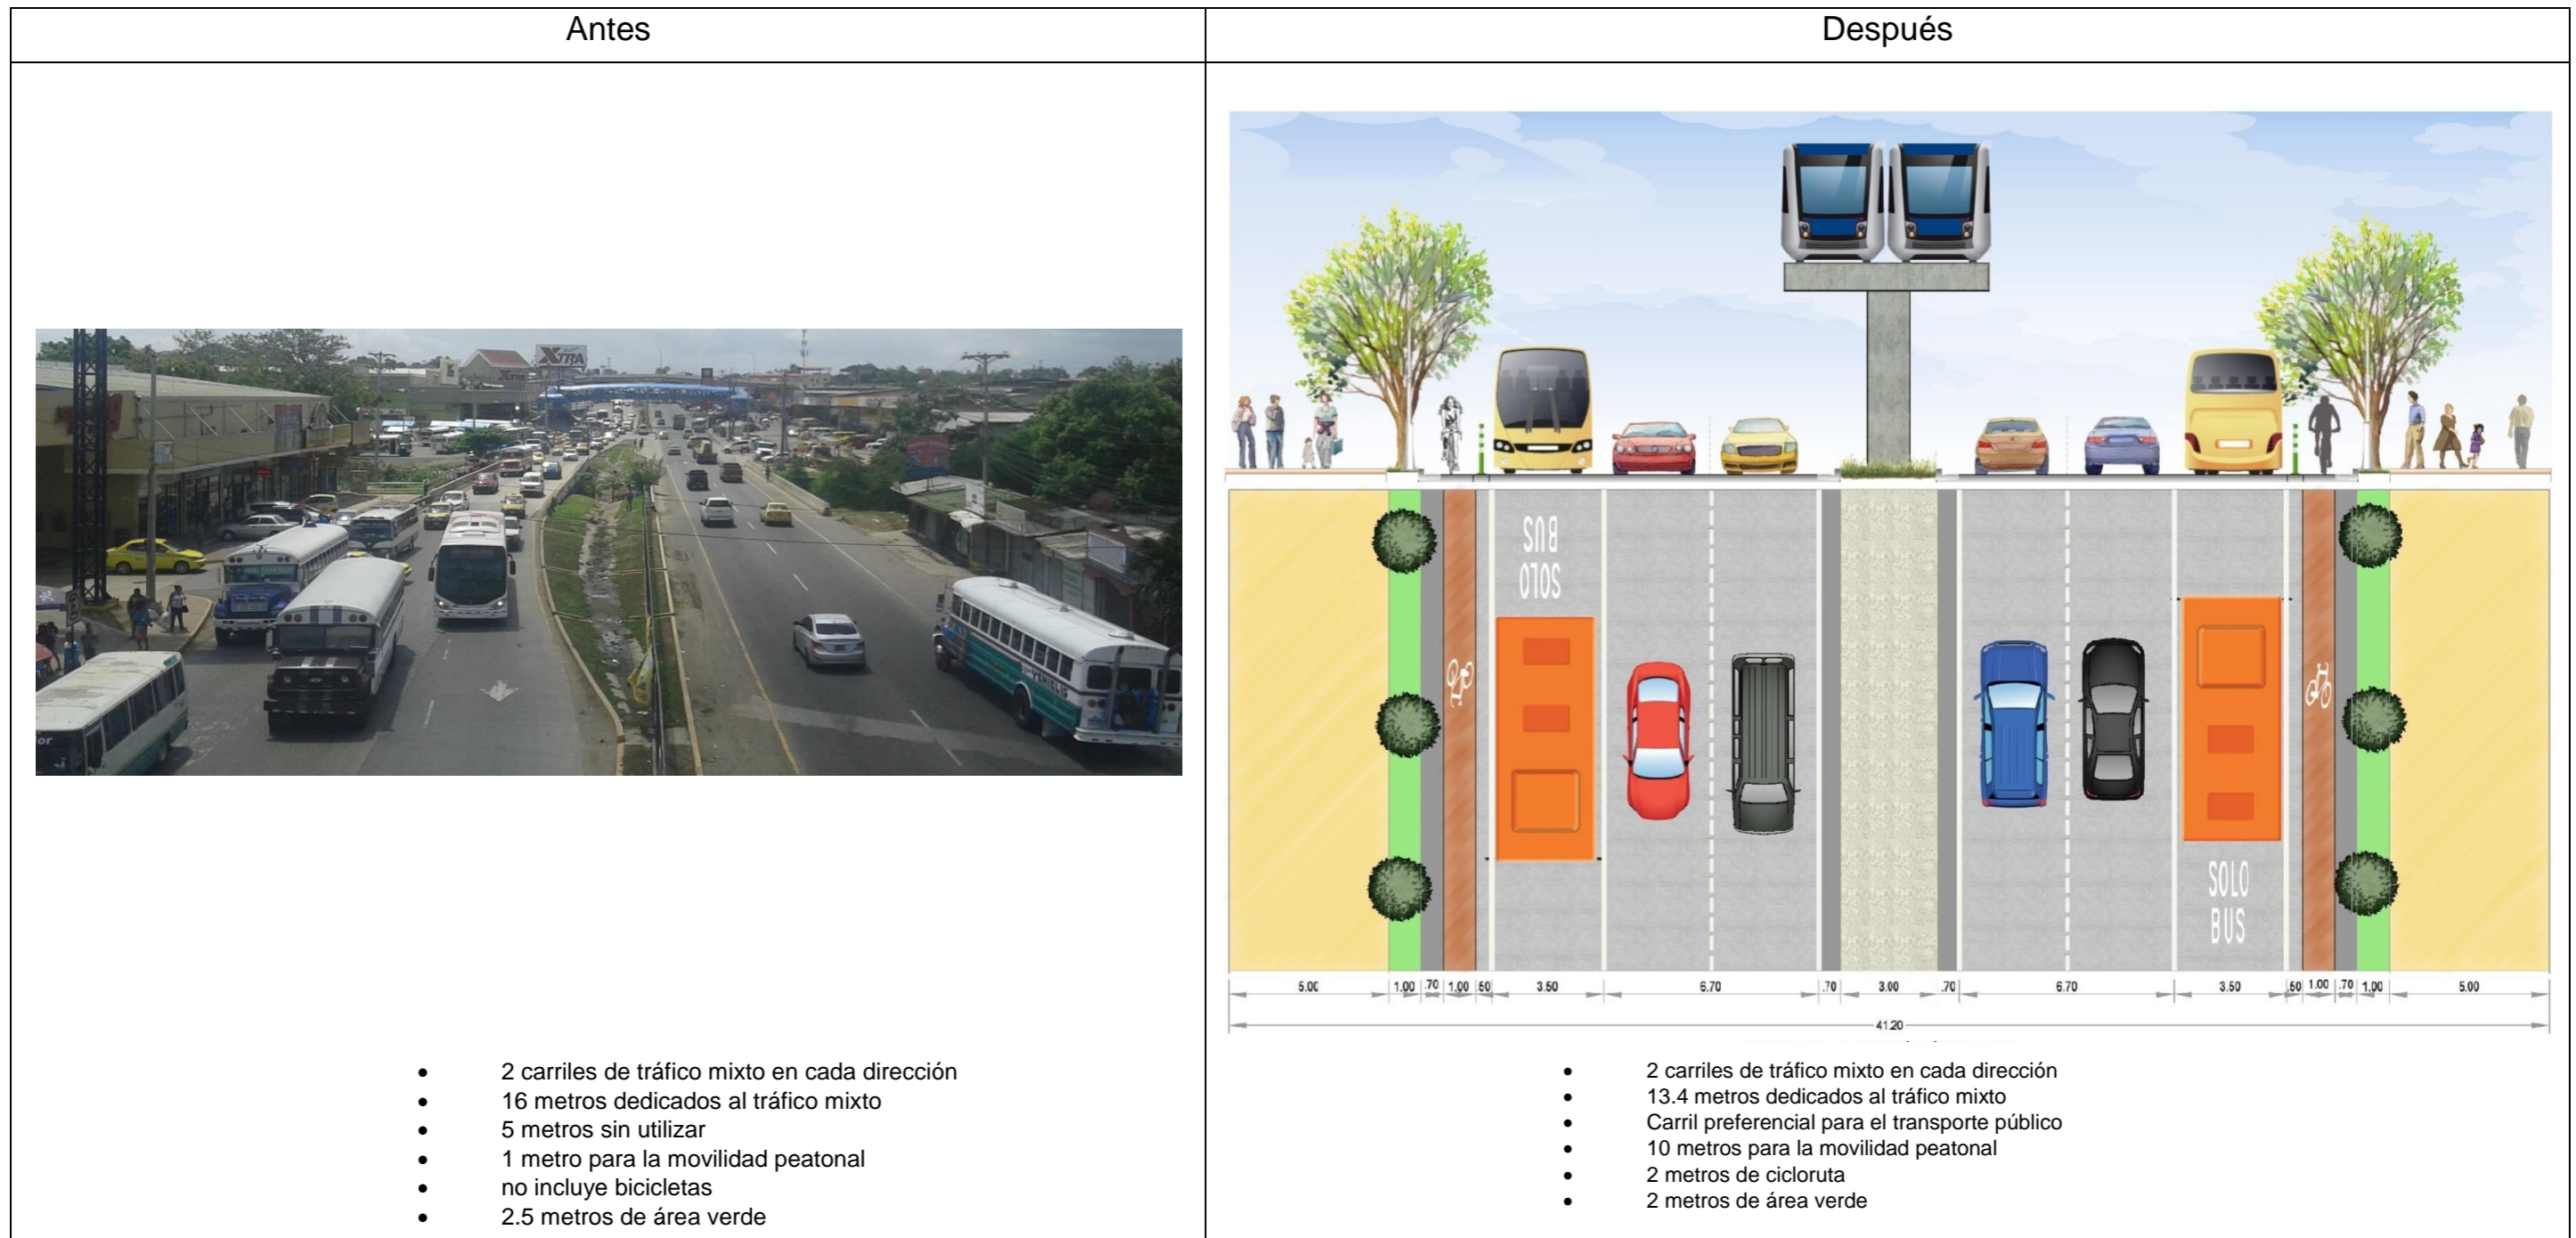 Antes
Después
XTRA
BUS
SOLO
SOLO
BUS
5.00 1.00 .70 1.00 .50 3.50 6.70 .70 3.00 .70 6.70 3.50 .50 1.00 .70 1.00 5.00
41.20
• 2 carriles de tráfico mixto en cada dirección
• 16 metros dedicados al tráfico mixto
• 5 metros sin utilizar
• 1 metro para la movilidad peatonal
• no incluye bicicletas
• 2.5 metros de área verde
• 2 carriles de tráfico mixto en cada dirección
• 13.4 metros dedicados al tráfico mixto
• Carril preferencial para el transporte público
• 10 metros para la movilidad peatonal
• 2 metros de cicloruta
• 2 metros de área verde